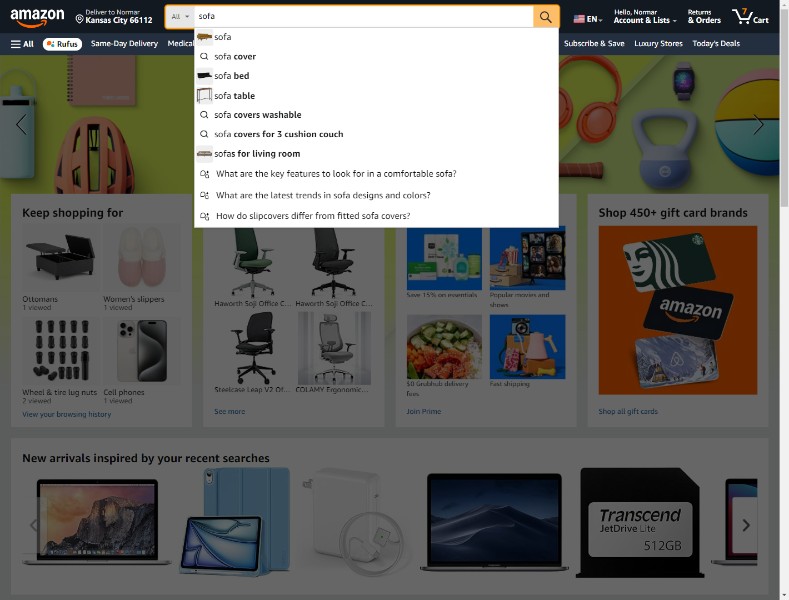 amazon
Deliver to Normar
Kansas City 66112
All
sofa
EN
Hello, Normar
Account & Lists
Returns
& Orders
7
Cart
All
Rufus
Same-Day Delivery
Medical
Subscribe & Save
Luxury Stores
Today's Deals
sofa
sofa cover
sofa bed
sofa table
sofa covers washable
sofa covers for 3 cushion couch
sofas for living room
What are the key features to look for in a comfortable sofa?
What are the latest trends in sofa designs and colors?
How do slipcovers differ from fitted sofa covers?
Keep shopping for
Ottomans
1 viewed
Women's slippers
1 viewed
Wheel & tire lug nuts
2 viewed
Cell phones
1 viewed
View your browsing history
Haworth Soji Office C...
Haworth Soji Office C...
Steelcase Leap V2 Of...
COLAMY Ergonomic...
See more
Save 15% on essentials
Popular movies and
shows
$0 Grubhub delivery
fees
Fast shipping
Join Prime
Shop 450+ gift card brands
amazon
Shop all gift cards
New arrivals inspired by your recent searches
Transcend
JetDrive Lite
512GB